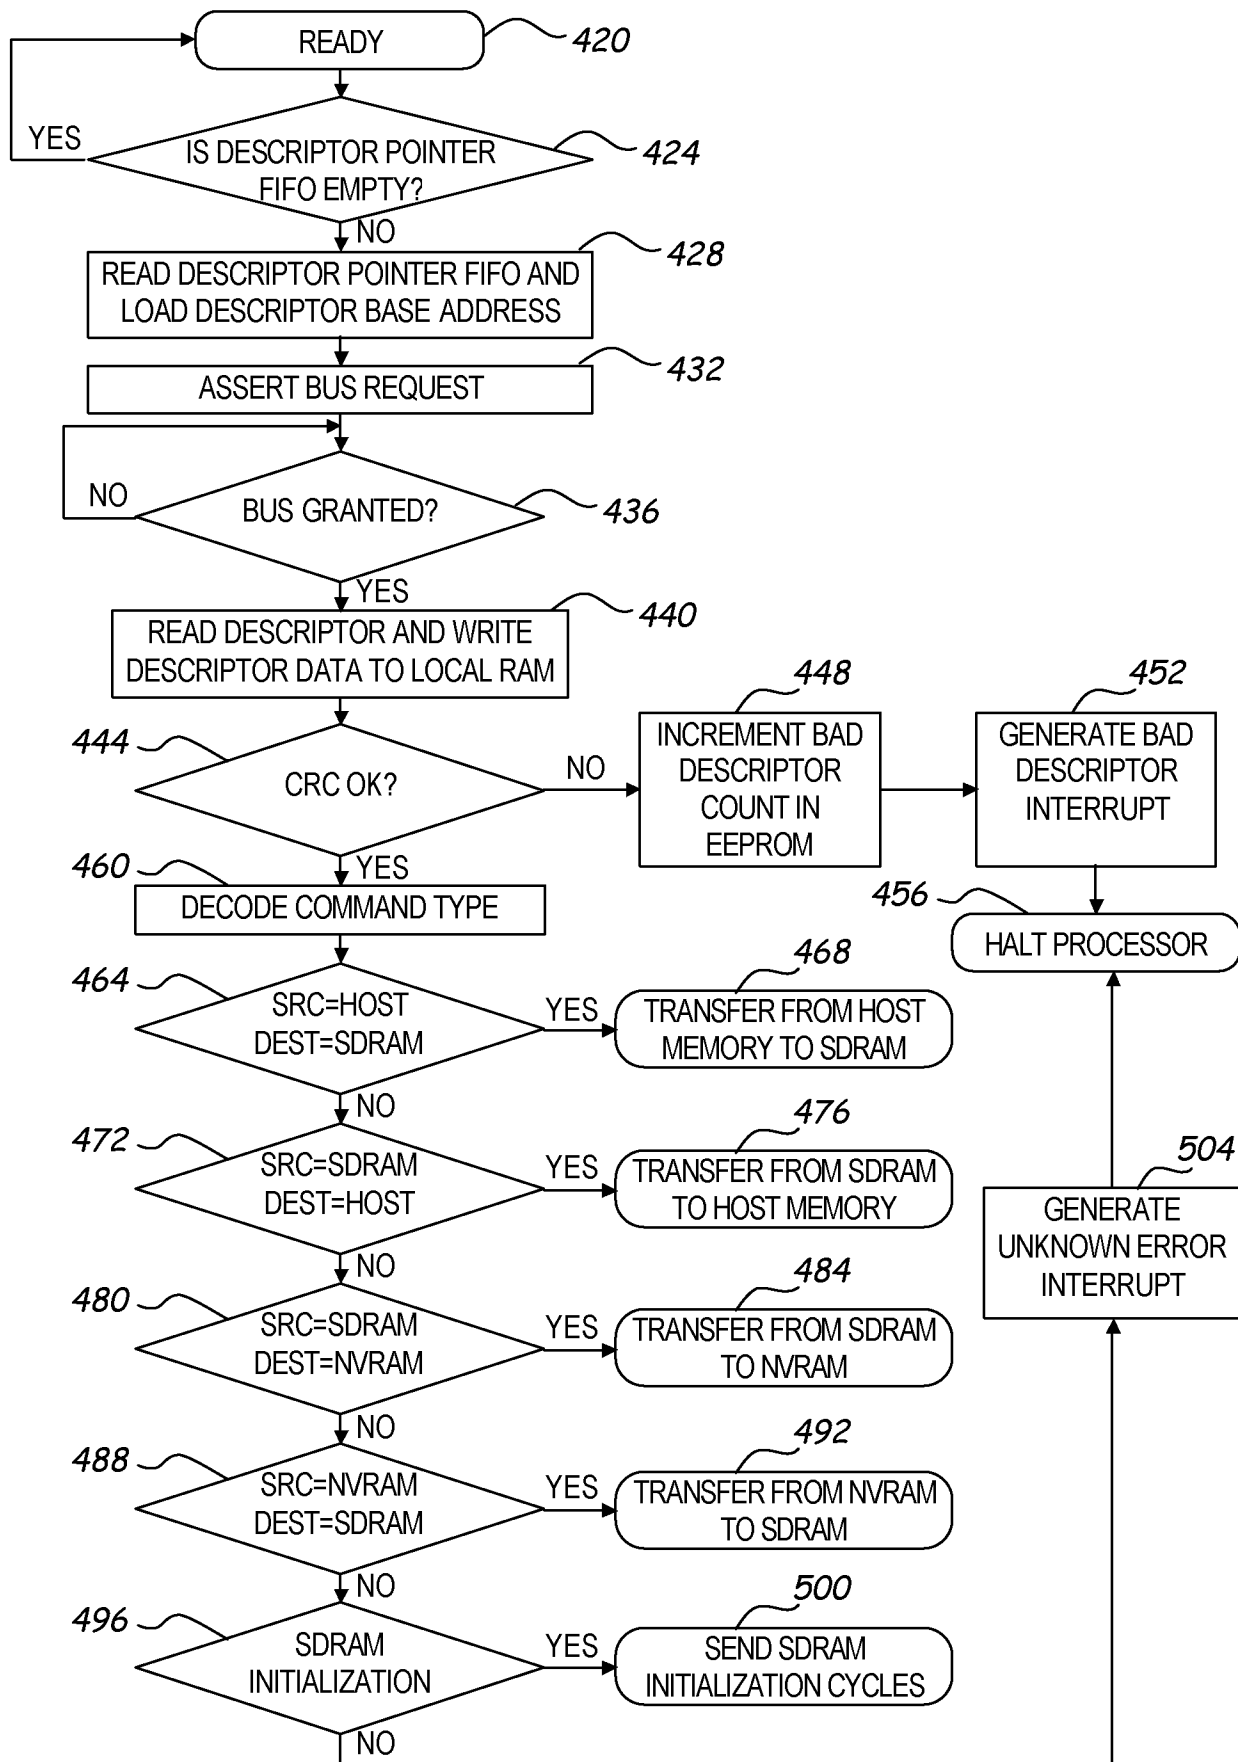 READY
420
YES
IS DESCRIPTOR POINTER
FIFO EMPTY?
424
NO
428
READ DESCRIPTOR POINTER FIFO AND
LOAD DESCRIPTOR BASE ADDRESS
432
ASSERT BUS REQUEST
NO
BUS GRANTED?
436
YES
440
READ DESCRIPTOR AND WRITE
DESCRIPTOR DATA TO LOCAL RAM
444
CRC OK?
NO
448
INCREMENT BAD
DESCRIPTOR
COUNT IN
EEPROM
452
GENERATE BAD
DESCRIPTOR
INTERRUPT
YES
456
HALT PROCESSOR
460
DECODE COMMAND TYPE
464
SRC=HOST
DEST=SDRAM
YES
468
TRANSFER FROM HOST
MEMORY TO SDRAM
NO
472
SRC=SDRAM
DEST=HOST
YES
476
TRANSFER FROM SDRAM
TO HOST MEMORY
504
GENERATE
UNKNOWN ERROR
INTERRUPT
NO
480
SRC=SDRAM
DEST=NVRAM
YES
484
TRANSFER FROM SDRAM
TO NVRAM
NO
488
SRC=NVRAM
DEST=SDRAM
YES
492
TRANSFER FROM NVRAM
TO SDRAM
NO
496
SDRAM
INITIALIZATION
YES
500
SEND SDRAM
INITIALIZATION CYCLES
NO